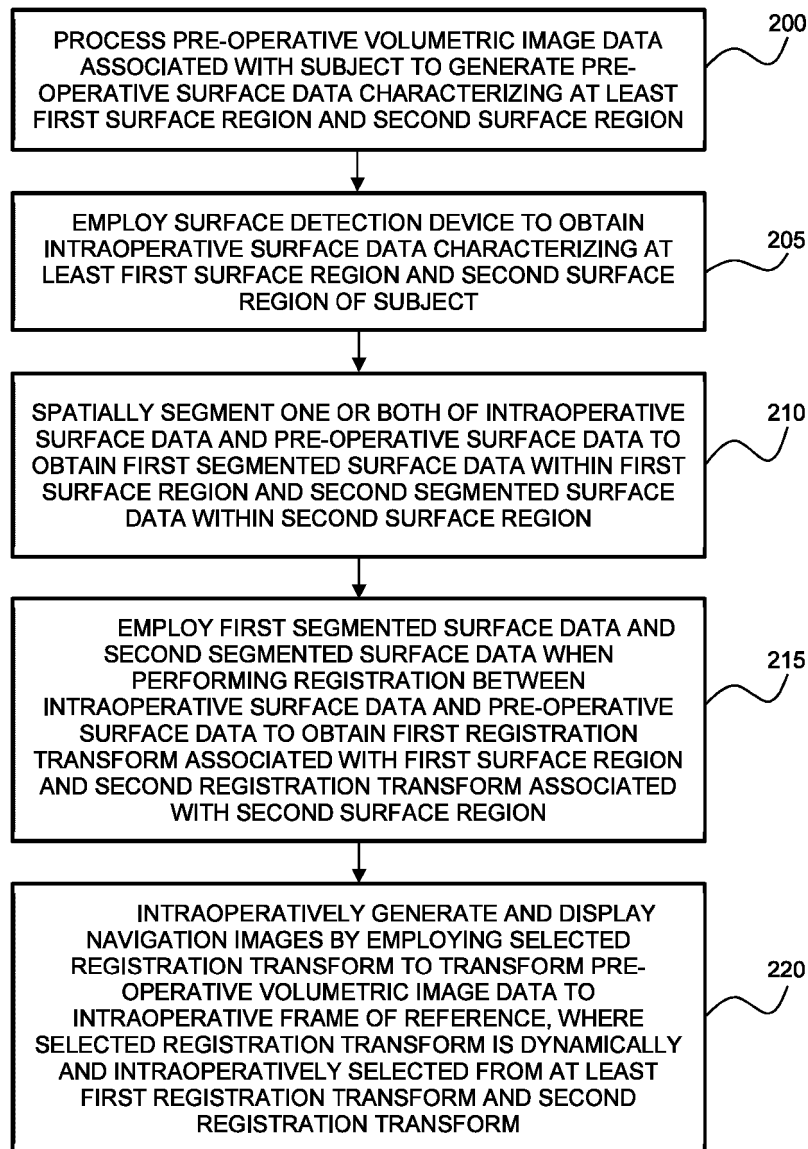 PROCESS PRE-OPERATIVE VOLUMETRIC IMAGE DATA
ASSOCIATED WITH SUBJECT TO GENERATE PRE-
OPERATIVE SURFACE DATA CHARACTERIZING AT LEAST
FIRST SURFACE REGION AND SECOND SURFACE REGION
200
EMPLOY SURFACE DETECTION DEVICE TO OBTAIN
INTRAOPERATIVE SURFACE DATA CHARACTERIZING AT
LEAST FIRST SURFACE REGION AND SECOND SURFACE
REGION OF SUBJECT
205
SPATIALLY SEGMENT ONE OR BOTH OF INTRAOPERATIVE
SURFACE DATA AND PRE-OPERATIVE SURFACE DATA TO
OBTAIN FIRST SEGMENTED SURFACE DATA WITHIN FIRST
SURFACE REGION AND SECOND SEGMENTED SURFACE
DATA WITHIN SECOND SURFACE REGION
210
EMPLOY FIRST SEGMENTED SURFACE DATA AND
SECOND SEGMENTED SURFACE DATA WHEN
PERFORMING REGISTRATION BETWEEN
INTRAOPERATIVE SURFACE DATA AND PRE-OPERATIVE
SURFACE DATA TO OBTAIN FIRST REGISTRATION
TRANSFORM ASSOCIATED WITH FIRST SURFACE REGION
AND SECOND REGISTRATION TRANSFORM ASSOCIATED
WITH SECOND SURFACE REGION
215
INTRAOPERATIVELY GENERATE AND DISPLAY
NAVIGATION IMAGES BY EMPLOYING SELECTED
REGISTRATION TRANSFORM TO TRANSFORM PRE-
OPERATIVE VOLUMETRIC IMAGE DATA TO
INTRAOPERATIVE FRAME OF REFERENCE, WHERE
SELECTED REGISTRATION TRANSFORM IS DYNAMICALLY
AND INTRAOPERATIVELY SELECTED FROM AT LEAST
FIRST REGISTRATION TRANSFORM AND SECOND
REGISTRATION TRANSFORM
220